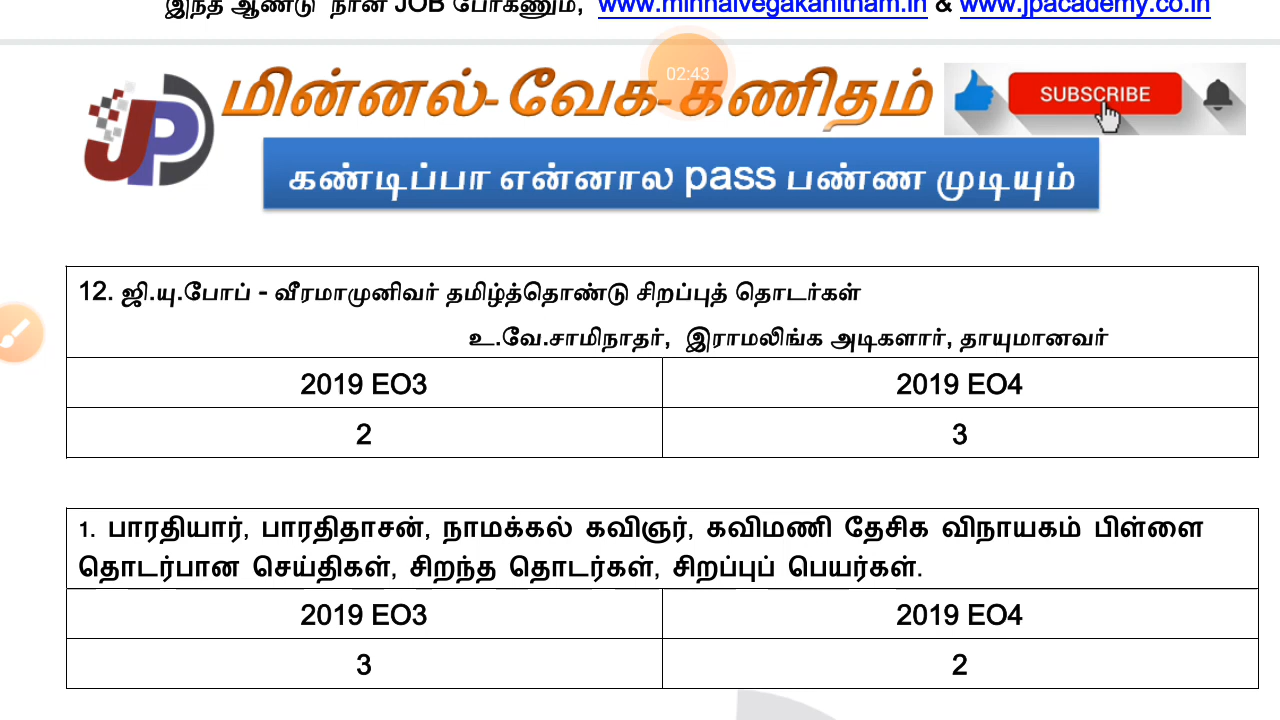 இந்த ஆண்டு நான் JOB போகணும், www.minnalvegakanitham.in & www.jpacademy.co.in
02:43
மின்னல்-வேக-கணிதம்
SUBSCRIBE
JP
கண்டிப்பா என்னால pass பண்ண முடியும்
12. ஜி.யு.போப் - வீரமாமுனிவர் தமிழ்த்தொண்டு சிறப்புத் தொடர்கள்
உ.வே.சாமிநாதர், இராமலிங்க அடிகளார், தாயுமானவர்
2019 EO3 2019 EO4
2 3
1. பாரதியார், பாரதிதாசன், நாமக்கல் கவிஞர், கவிமணி தேசிக விநாயகம் பிள்ளை
தொடர்பான செய்திகள், சிறந்த தொடர்கள், சிறப்புப் பெயர்கள்.
2019 EO3 2019 EO4
3 2